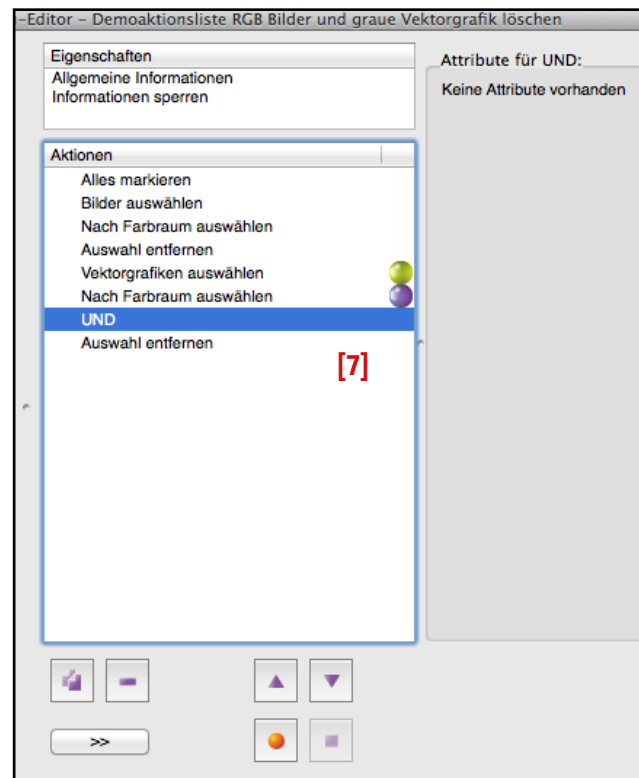 -Editor – Demoaktionsliste RGB Bilder und graue Vektorgrafik löschen
Eigenschaften
Allgemeine Informationen
Informationen sperren
Attribute für UND:
Keine Attribute vorhanden
Aktionen
Alles markieren
Bilder auswählen
Nach Farbraum auswählen
Auswahl entfernen
Vektorgrafiken auswählen
Nach Farbraum auswählen
UND
Auswahl entfernen
[7]
>>